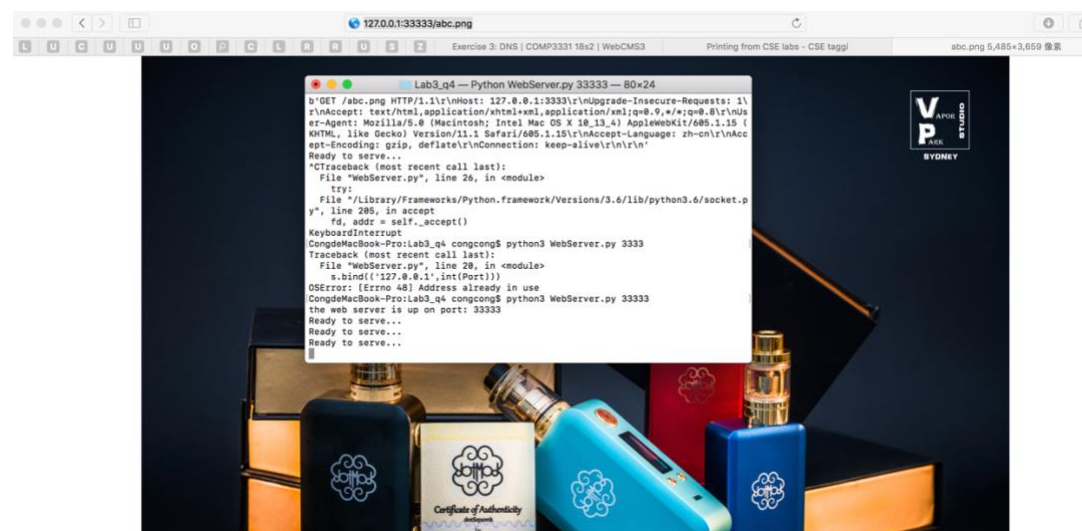 127.0.0.1:33333/abc.png
L U C U U U O P C L R R U S Z Exercise 3: DNS | COMP3331 18s2 | WebCMS3 Printing from CSE labs - CSE taggi abc.png 5,485×3,659 像素
Lab3_q4 — Python WebServer.py 33333 — 80×24
b'GET /abc.png HTTP/1.1\r\nHost: 127.0.0.1:3333\r\nUpgrade-Insecure-Requests: 1\
r\nAccept: text/html,application/xhtml+xml,application/xml;q=0.9,*/*;q=0.8\r\nUs
er-Agent: Mozilla/5.0 (Macintosh; Intel Mac OS X 10_13_4) AppleWebKit/605.1.15 (
KHTML, like Gecko) Version/11.1 Safari/605.1.15\r\nAccept-Language: zh-cn\r\nAcc
ept-Encoding: gzip, deflate\r\nConnection: keep-alive\r\n\r\n'
Ready to serve...
^CTraceback (most recent call last):
File "WebServer.py", line 26, in <module>
try:
File "/Library/Frameworks/Python.framework/Versions/3.6/lib/python3.6/socket.p
y", line 205, in accept
fd, addr = self._accept()
KeyboardInterrupt
CongdeMacBook-Pro:Lab3_q4 congcong$ python3 WebServer.py 3333
Traceback (most recent call last):
File "WebServer.py", line 20, in <module>
s.bind(('127.0.0.1',int(Port)))
OSError: [Errno 48] Address already in use
CongdeMacBook-Pro:Lab3_q4 congcong$ python3 WebServer.py 33333
the web server is up on port: 33333
Ready to serve...
Ready to serve...
Ready to serve...
VAPOR
PARK
STUDIO
SYDNEY
dotMod
dotMod
Certificate of Authenticity
dotMod